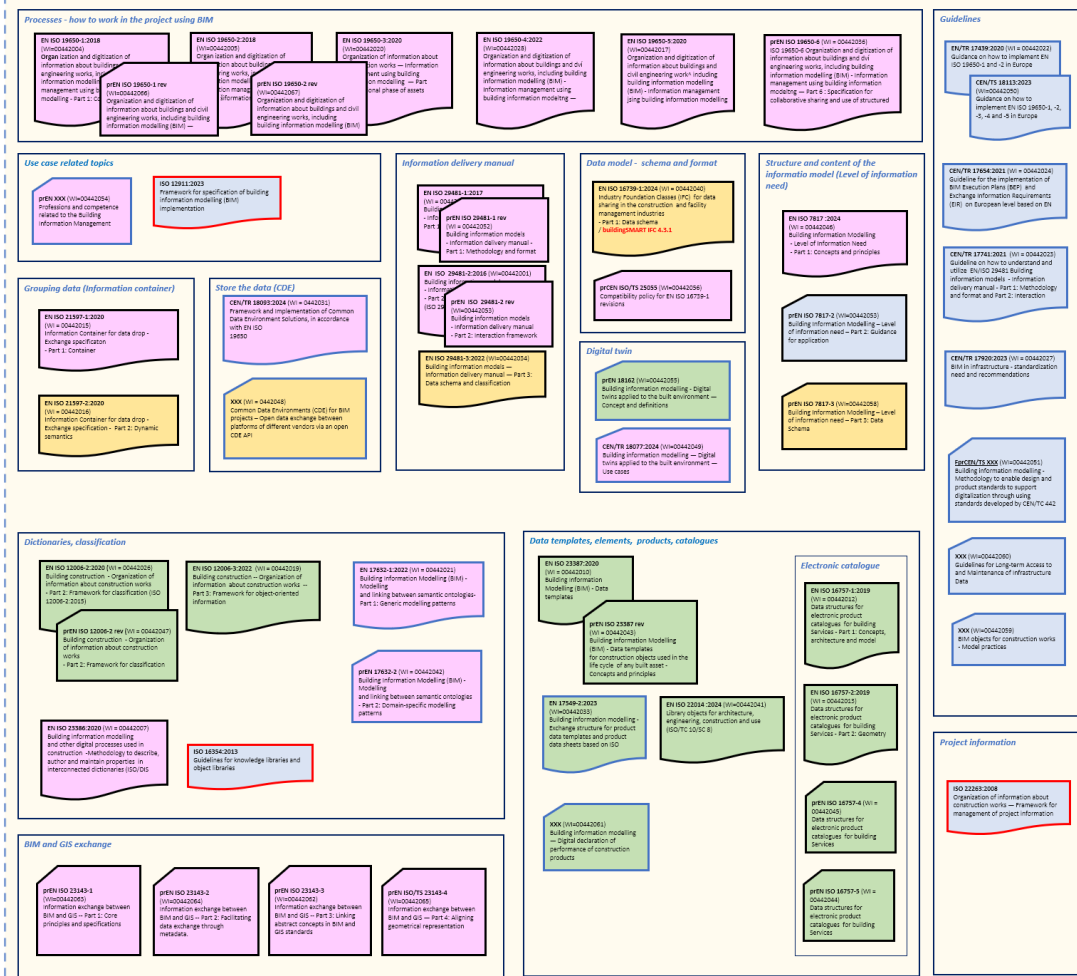 Processes - how to work in the project using BIM
EN ISO 19650-1:2018
(WI=00442004)
Organization and digitization of
information about buildings and
civil engineering works, including
building
management using b
modelling - Part 1: Co
prEN ISO 19650-1 rev
(WI=00442066)
Organization and digitization of
information about buildings and civil
engineering works, including
information modelling (BIM) —
EN ISO 19650-2:2018
(WI=00442005)
Organization and digitization of
information about buildings and civil
prEN ISO 19650-2 rev
(WI=00442067)
Organization and digitization of
information about buildings and civil
engineering works, including
building information modelling (BIM)
EN ISO 19650-3:2020
(WI=00442020)
Organization of information about
construction works — Information
management using building
information modelling — Part
operational phase of assets
EN ISO 19650-4:2022
(WI=00442028)
Organization and digitization of
information about buildings and dvi
engineering works, including building
information modelling (BIM) -
Information management using
building information modelting —
EN ISO 19650-5:2020
(WI=00442017)
Organization and digitization of
information about buildings and
civil engineering work¹ including
building information modelling
(BIM) - Information management
jsing building information modelling
prEN ISO 19650-6 (WI=00442036)
ISO 19650-6 Organization and digitization of
information about buildings and dvi
engineering works, including building
information modelling (BIM) - Information
management using building information
modeling — Part 6 : Specification for
collaborative sharing and use of structured
Guidelines
EN/TR 17439:2020 (WI = 00442022)
Guidance on how to implement EN
ISO 19650-1 and -2 in Europe
CEN/TS 18113:2023
(WI=00442050)
Guidance on how to
implement EN ISO 19650-1, -2,
-3, -4 and -5 in Europe
CEN/TR 17654:2021 (WI = 00442024)
Guideline for the implementation of
BIM Execution Plans (BEP) and
Exchange Information Requirements
(EIR) on European level based on EN
CEN/TR 17741:2021 (WI = 00442023)
Guideline on how to understand and
utilize EN/ISO 29481 Building
information models - Information
delivery manual - Part 1: Methodology
and format and Part 2: Interaction
CEN/TR 17920:2023 (WI = 00442027)
BIM in infrastructure - standardization
need and recommendations
FprCEN/TS XXX (WI=00442051)
Building information modelling -
Methodology to enable design and
product standards to support
digitalization through using
standards developed by CEN/TC 442
XXX (WI=00442060)
Guidelines for Long-term Access to
and Maintenance of Infrastructure
Data
XXX (WI=00442059)
BIM objects for construction works
- Model practices
Use case related topics
prEN XXX (WI=00442054)
Professions and competence
related to the Building
Information Management
ISO 12911:2023
Framework for specification of building
information modelling (BIM)
implementation
Information delivery manual
EN ISO 29481-1:2017
prEN ISO 29481-1 rev
(WI=00442052)
Building information models
- Information delivery manual -
Part 1: Methodology and format
EN ISO 29481-2:2016 (WI=00442001)
prEN ISO 29481-2 rev
(WI=00442053)
Building information models
- Information delivery manual
- Part 2: Interaction framework
EN ISO 29481-3:2022 (WI=00442034)
Building information models —
Information delivery manual — Part 3:
Data schema and classification
Data model - schema and format
EN ISO 16739-1:2024 (WI=00442040)
Industry Foundation Classes (IFC) for
data sharing in the construction and facility
management industries
- Part 1: Data schema
/ buildingSMART IFC 4.3.1
prCEN ISO/TS 25055 (WI=00442056)
Compatibility policy for EN ISO 16739-1
revisions
Structure and content of the
informatio model (Level of information
need)
EN ISO 7817 :2024
(WI=00442046)
Building Information Modelling
- Level of Information Need
- Part 1: Concepts and principles
prEN ISO 7817-2 (WI=00442053)
Building Information Modelling – Level
of information need – Part 2: Guidance
for application
prEN ISO 7817-3 (WI=00442058)
Building Information Modelling – Level
of information need – Part 3: Data
Schema
Grouping data (Information container)
EN ISO 21597-1:2020
(WI=00442015)
Information Container for data drop -
Exchange specificaton
- Part 1: Container
EN ISO 21597-2:2020
(WI=00442016)
Information Container for data drop -
Exchange specification - Part 2: Dynamic
semantics
Store the data (CDE)
CEN/TR 18093:2024 (WI = 0442031)
Framework and Implementation of Common
Data Environment Solutions, in accordance
with EN ISO
19650
XXX (WI = 0442048)
Common Data Environments (CDE) for BIM
projects – Open data exchange between
platforms of different vendors via an open
CDE API
Digital twin
prEN 18162 (WI=00442055)
Building information modelling - Digital
twins applied to the built environment —
Concept and definitions
CEN/TR 18077:2024 (WI=00442049)
Building information modelling — Digital
twins applied to the built environment —
Use cases
Dictionaries, classification
EN ISO 12006-2:2020 (WI = 00442026)
Building construction - Organization of
information about construction works
- Part 2: Framework for classification (ISO
12006-2:2015)
prEN ISO 12006-2 rev (WI=00442047)
Building construction - Organization
of information about construction
works
- Part 2: Framework for classification
EN ISO 12006-3:2022 (WI=00442019)
Building construction -- Organization of
information about construction works —
Part 3: Framework for object-oriented
information
EN 17632-1:2022 (WI=00442021)
Building Information Modelling (BIM) -
Modelling
and linking between semantic ontologies-
Part 1: Generic modelling patterns
prEN 17632-2 (WI = 00442042)
Building Information Modelling (BIM) -
Modelling
and linking between semantic ontologies
- Part 2: Domain-specific modelling
patterns
EN ISO 23386:2020 (WI = 00442007)
Building information modelling
and other digital processes used in
construction -Methodology to describe,
author and maintain properties in
interconnected dictionaries (ISO/DIS
ISO 16354:2013
Guidelines for knowledge libraries and
object libraries
Data templates, elements, products, catalogues
EN ISO 23387:2020
(WI = 00442010)
Building Information
Modelling (BIM) - Data
templates
prEN ISO 23387 rev
(WI = 00442043)
Building Information Modelling
(BIM) - Data templates
for construction objects used in the
life cycle of any built asset -
Concepts and principles
EN 17549-2:2023
(WI=00442033)
Building information modelling -
Exchange structure for product
data templates and product
data sheets based on ISO
EN ISO 22014 :2024 (WI=00442041)
Library objects for architecture,
engineering, construction and use
(ISO/TC 10/SC 8)
XXX (WI=00442061)
Building information modelling
— Digital declaration of
performance of construction
products
Electronic catalogue
EN ISO 16757-1:2019
(WI = 00442012)
Data structures for
electronic product
catalogues for building
Services - Part 1: Concepts,
architecture and model
EN ISO 16757-2:2019
(WI = 00442013)
Data structures for
electronic product
catalogues for building
Services - Part 2: Geometry
prEN ISO 16757-4 (WI =
00442045)
Data structures for
electronic product
catalogues for building
Services
prEN ISO 16757-5 (WI =
00442044)
Data structures for
electronic product
catalogues for building
Services
Project information
ISO 22263:2008
Organization of information about
construction works — Framework for
management of project information
BIM and GIS exchange
prEN ISO 23143-1
(WI=00442063)
Information exchange between
BIM and GIS -- Part 1: Core
principles and specifications
prEN ISO 23143-2
(WI=00442064)
Information exchange between
BIM and GIS -- Part 2: Facilitating
data exchange through
metadata.
prEN ISO 23143-3
(WI=00442062)
Information exchange between
BIM and GIS -- Part 3: Linking
abstract concepts in BIM and
GIS standards
prEN ISO/TS 23143-4
(WI=00442065)
Information exchange between
BIM and GIS — Part 4: Aligning
geometrical representation